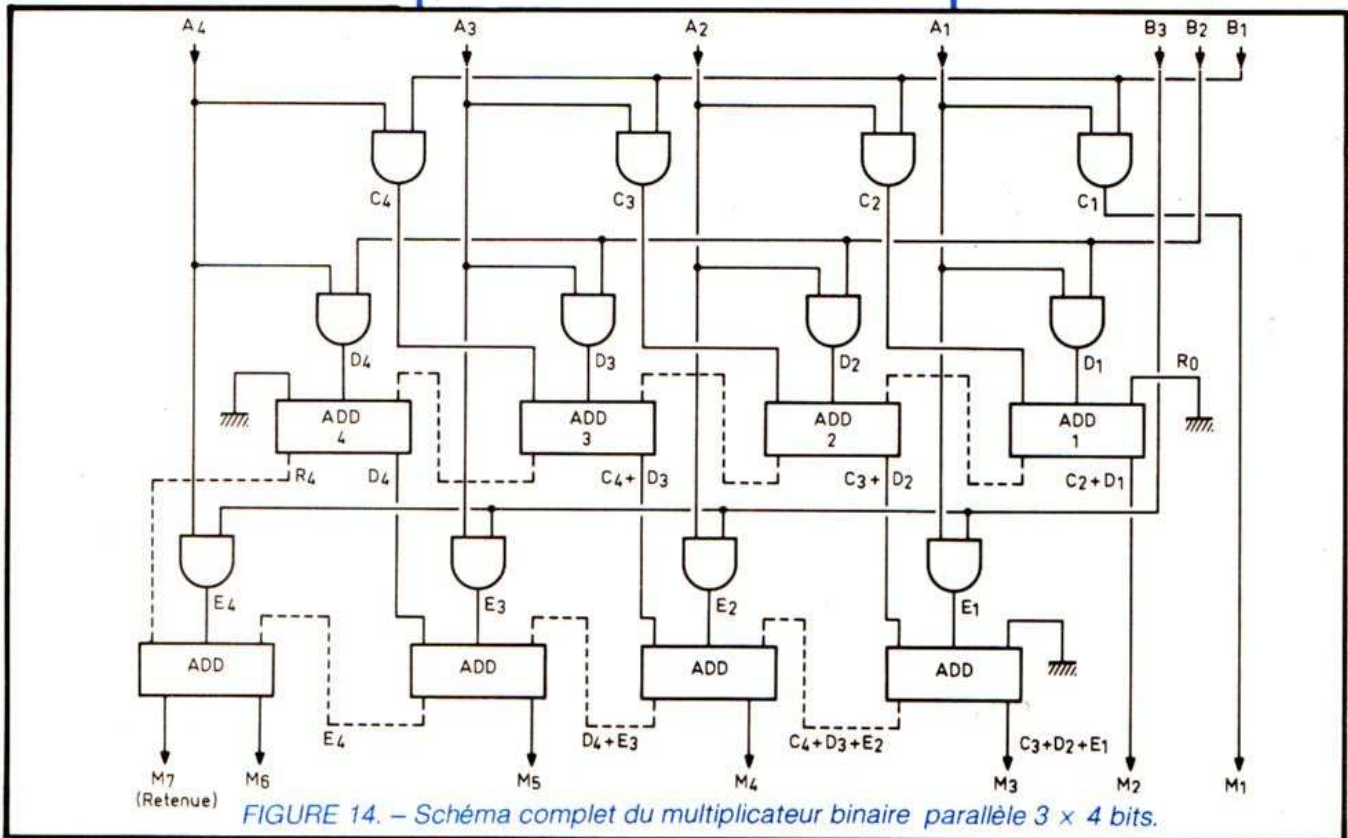 A4 A3 A2 A1 B3 B2 B1
C4 C3 C2 C1
D4 D3 D2 D1 R0
ADD 4 ADD 3 ADD 2 ADD 1
R4 D4 C4+ D3 C3+ D2 C2+D1
E4 E3 E2 E1
ADD ADD ADD ADD
E4 D4+E3 C4+D3+E2 C3+D2+E1
M7 M6 M5 M4 M3 M2 M1
(Retenue)
FIGURE 14. – Schéma complet du multiplicateur binaire parallèle 3 x 4 bits.